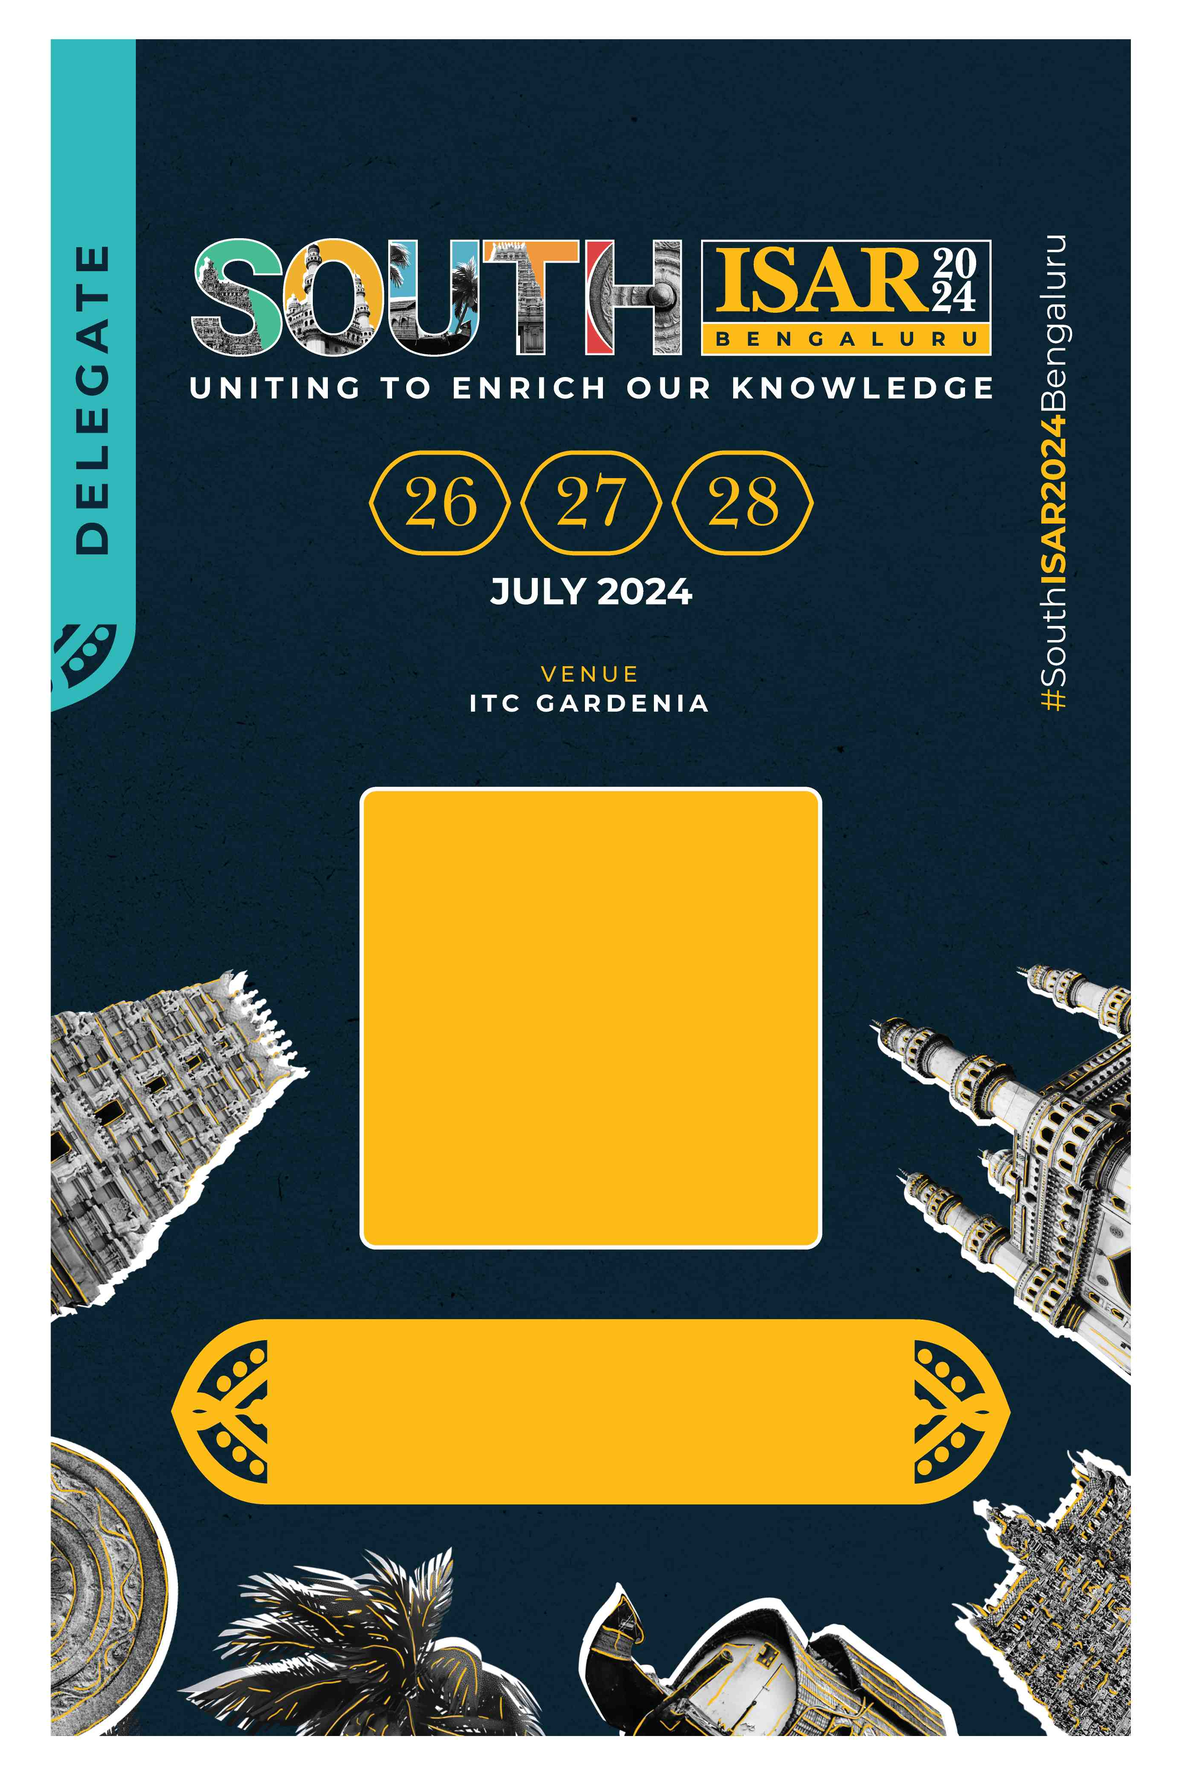 DELEGATE
SOUTH ISAR 2024
BENGALURU
UNITING TO ENRICH OUR KNOWLEDGE
26 27 28
JULY 2024
VENUE
ITC GARDENIA
#SouthISAR2024Bengaluru